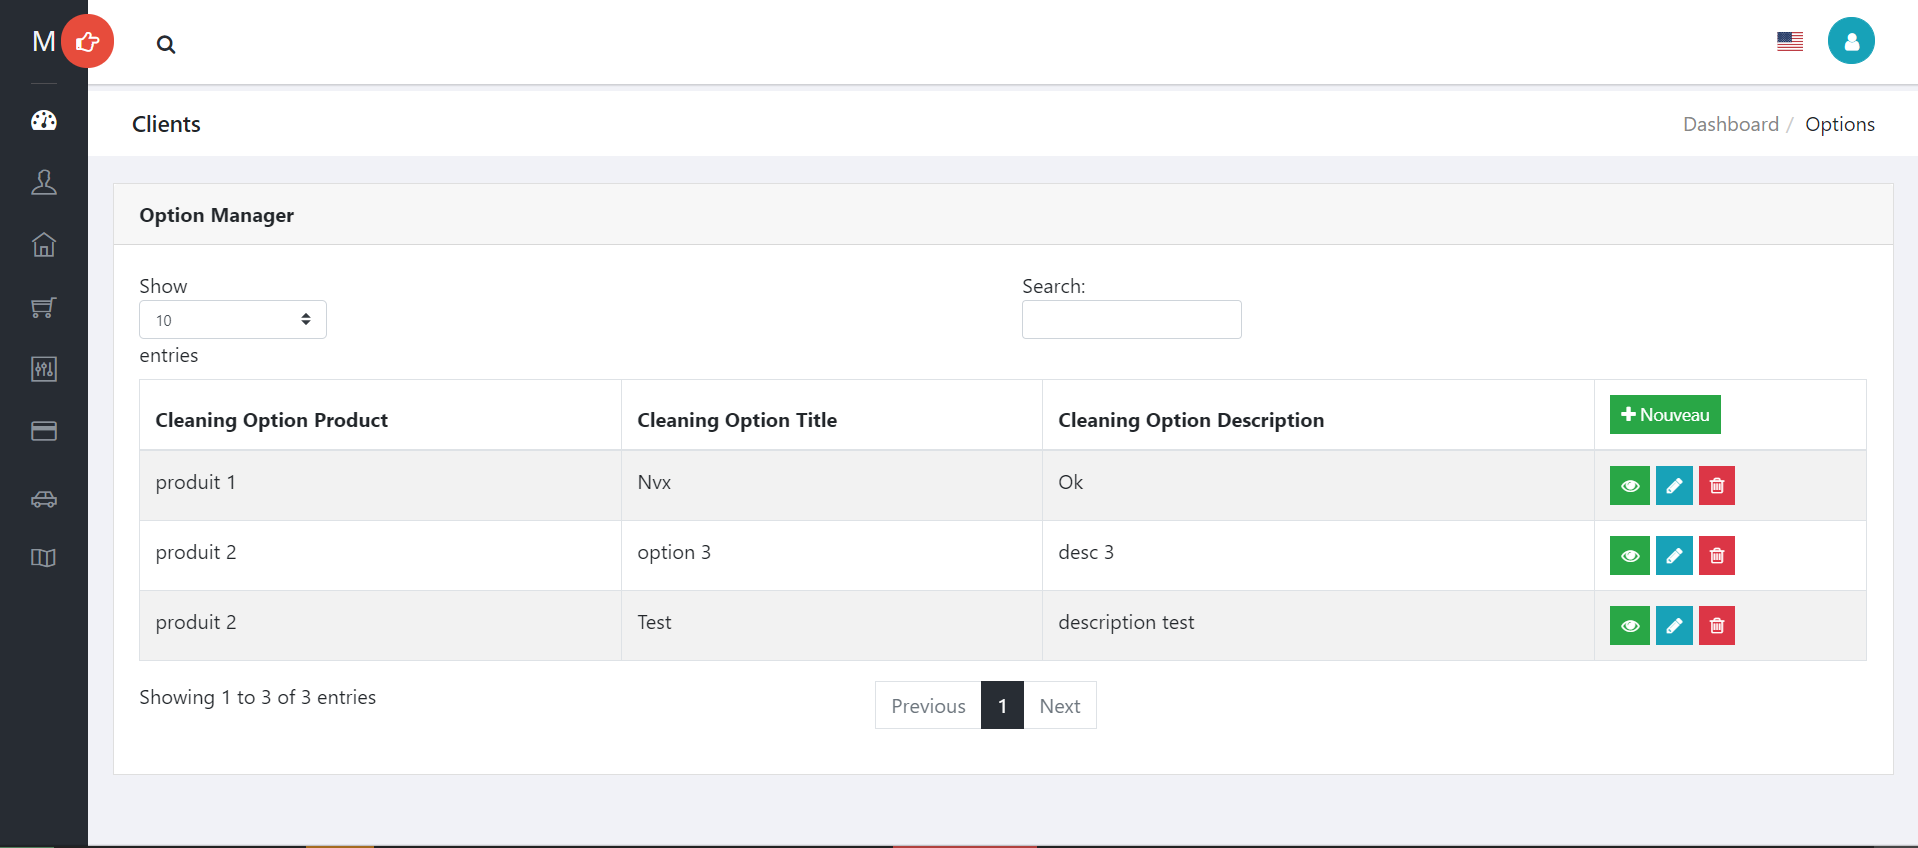 M
Clients
Dashboard / Options
Option Manager
Show
10
entries
Search:
Cleaning Option Product Cleaning Option Title Cleaning Option Description Nouveau
produit 1 Nvx Ok
produit 2 option 3 desc 3
produit 2 Test description test
Showing 1 to 3 of 3 entries
Previous 1 Next